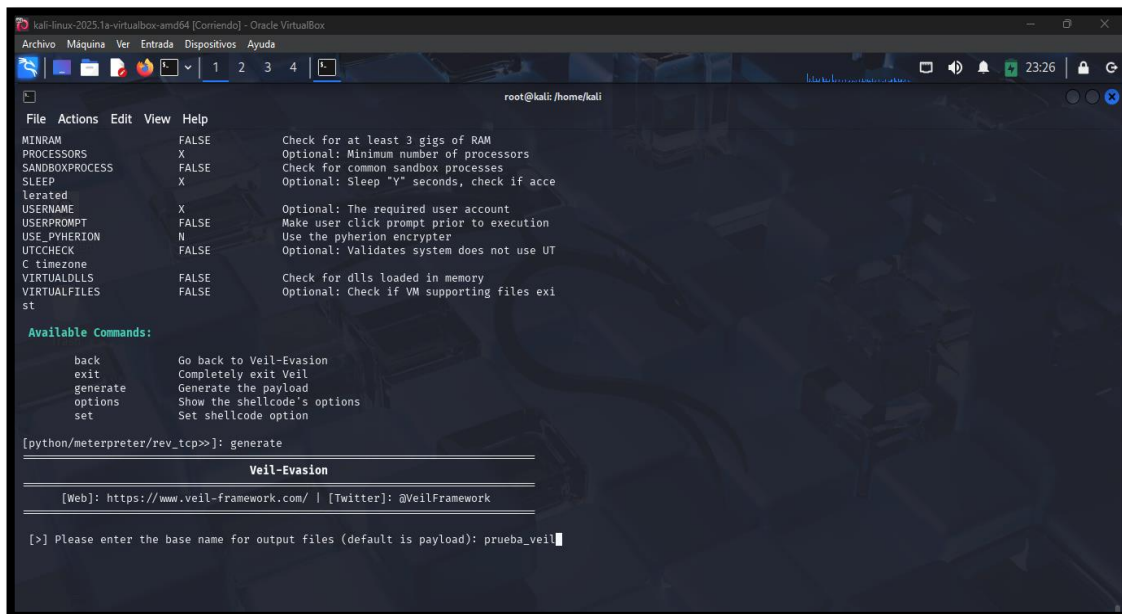 kali-linux-2025.1a-virtualbox-amd64 [Corriendo] - Oracle VirtualBox
Archivo Máquina Ver Entrada Dispositivos Ayuda
1 2 3 4 23:26
root@kali: /home/kali
File Actions Edit View Help
MINRAM FALSE Check for at least 3 gigs of RAM
PROCESSORS X Optional: Minimum number of processors
SANDBOXPROCESS FALSE Check for common sandbox processes
SLEEP X Optional: Sleep "Y" seconds, check if acce
lerated
USERNAME X Optional: The required user account
USERPROMPT FALSE Make user click prompt prior to execution
USE_PYHERION N Use the pyherion encrypter
UTCCHECK FALSE Optional: Validates system does not use UT
C timezone
VIRTUALDLLS FALSE Check for dlls loaded in memory
VIRTUALFILES FALSE Optional: Check if VM supporting files exi
st
Available Commands:
back Go back to Veil-Evasion
exit Completely exit Veil
generate Generate the payload
options Show the shellcode's options
set Set shellcode option
[python/meterpreter/rev_tcp>>]: generate
Veil-Evasion
[Web]: https://www.veil-framework.com/ | [Twitter]: @VeilFramework
[>] Please enter the base name for output files (default is payload): prueba_veil